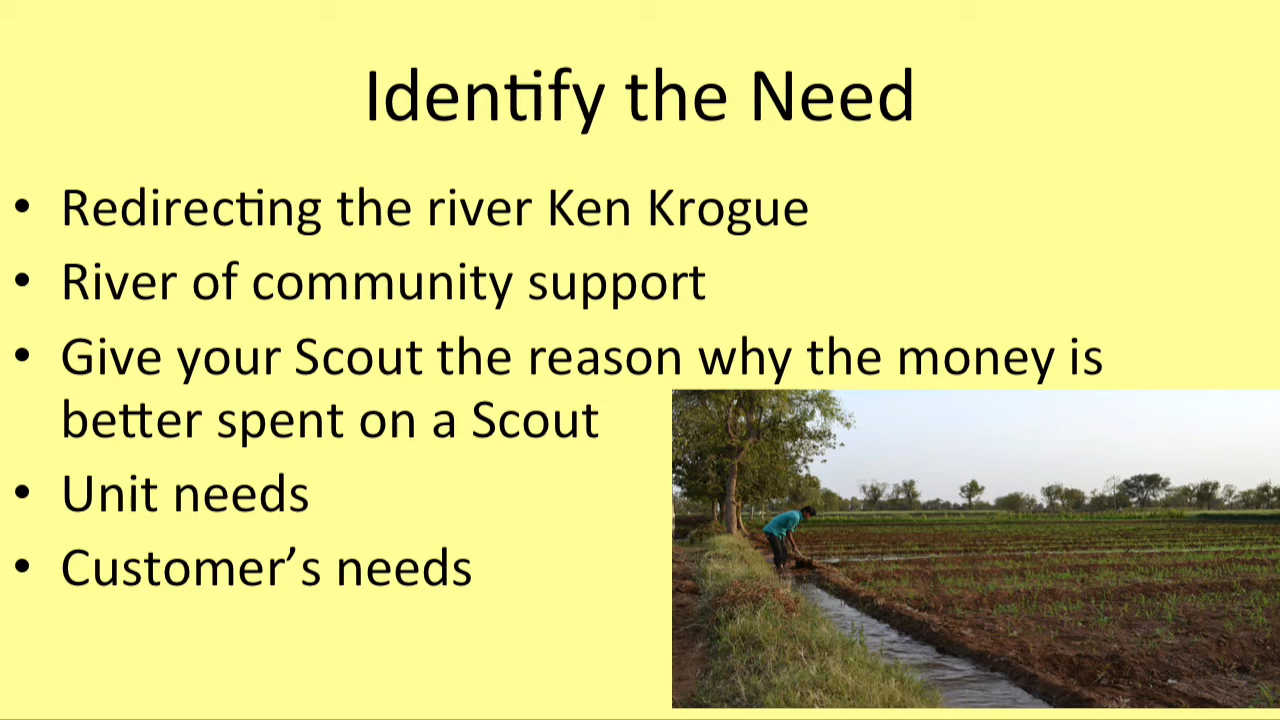 Identify the Need
• Redirecting the river Ken Krogue
• River of community support
• Give your Scout the reason why the money is
better spent on a Scout
• Unit needs
• Customer’s needs